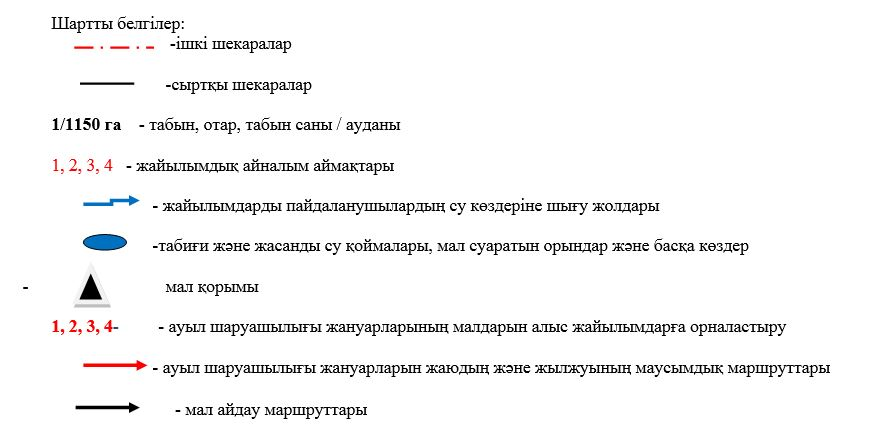 Шартты белгілер:
-ішкі шекаралар
-сыртқы шекаралар
1/1150 га - табын, отар, табын саны / ауданы
1, 2, 3, 4 - жайылымдық айналым аймақтары
- жайылымдарды пайдаланушылардың су көздеріне шығу жолдары
-табиғи және жасанды су қоймалары, мал суаратын орындар және басқа көздер
- мал қорымы
1, 2, 3, 4- - ауыл шаруашылығы жануарларының малдарын алыс жайылымдарға орналастыру
- ауыл шаруашылығы жануарларын жаюдың және жылжуының маусымдық маршруттары
- мал айдау маршруттары